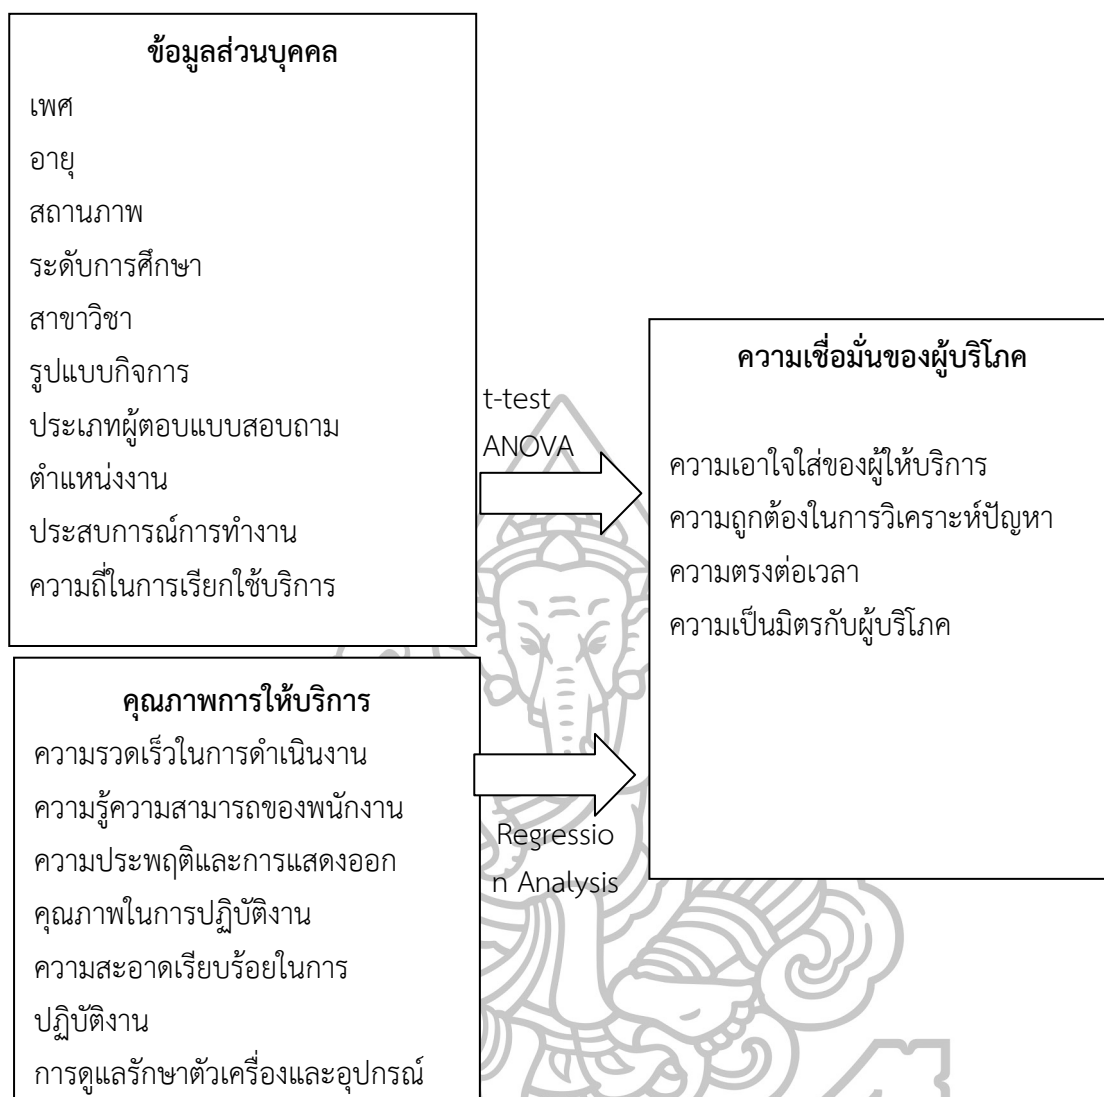 ข้อมูลส่วนบุคคล
เพศ
อายุ
สถานภาพ
ระดับการศึกษา
สาขาวิชา
รูปแบบกิจการ
ประเภทผู้ตอบแบบสอบถาม
ตำแหน่งงาน
ประสบการณ์การทำงาน
ความถี่ในการเรียกใช้บริการ
t-test
ANOVA
ความเชื่อมั่นของผู้บริโภค
ความเอาใจใส่ของผู้ให้บริการ
ความถูกต้องในการวิเคราะห์ปัญหา
ความตรงต่อเวลา
ความเป็นมิตรกับผู้บริโภค
คุณภาพการให้บริการ
ความรวดเร็วในการดำเนินงาน
ความรู้ความสามารถของพนักงาน
ความประพฤติและการแสดงออก
คุณภาพในการปฏิบัติงาน
ความสะอาดเรียบร้อยในการ
ปฏิบัติงาน
การดูแลรักษาตัวเครื่องและอุปกรณ์
Regressio
n Analysis